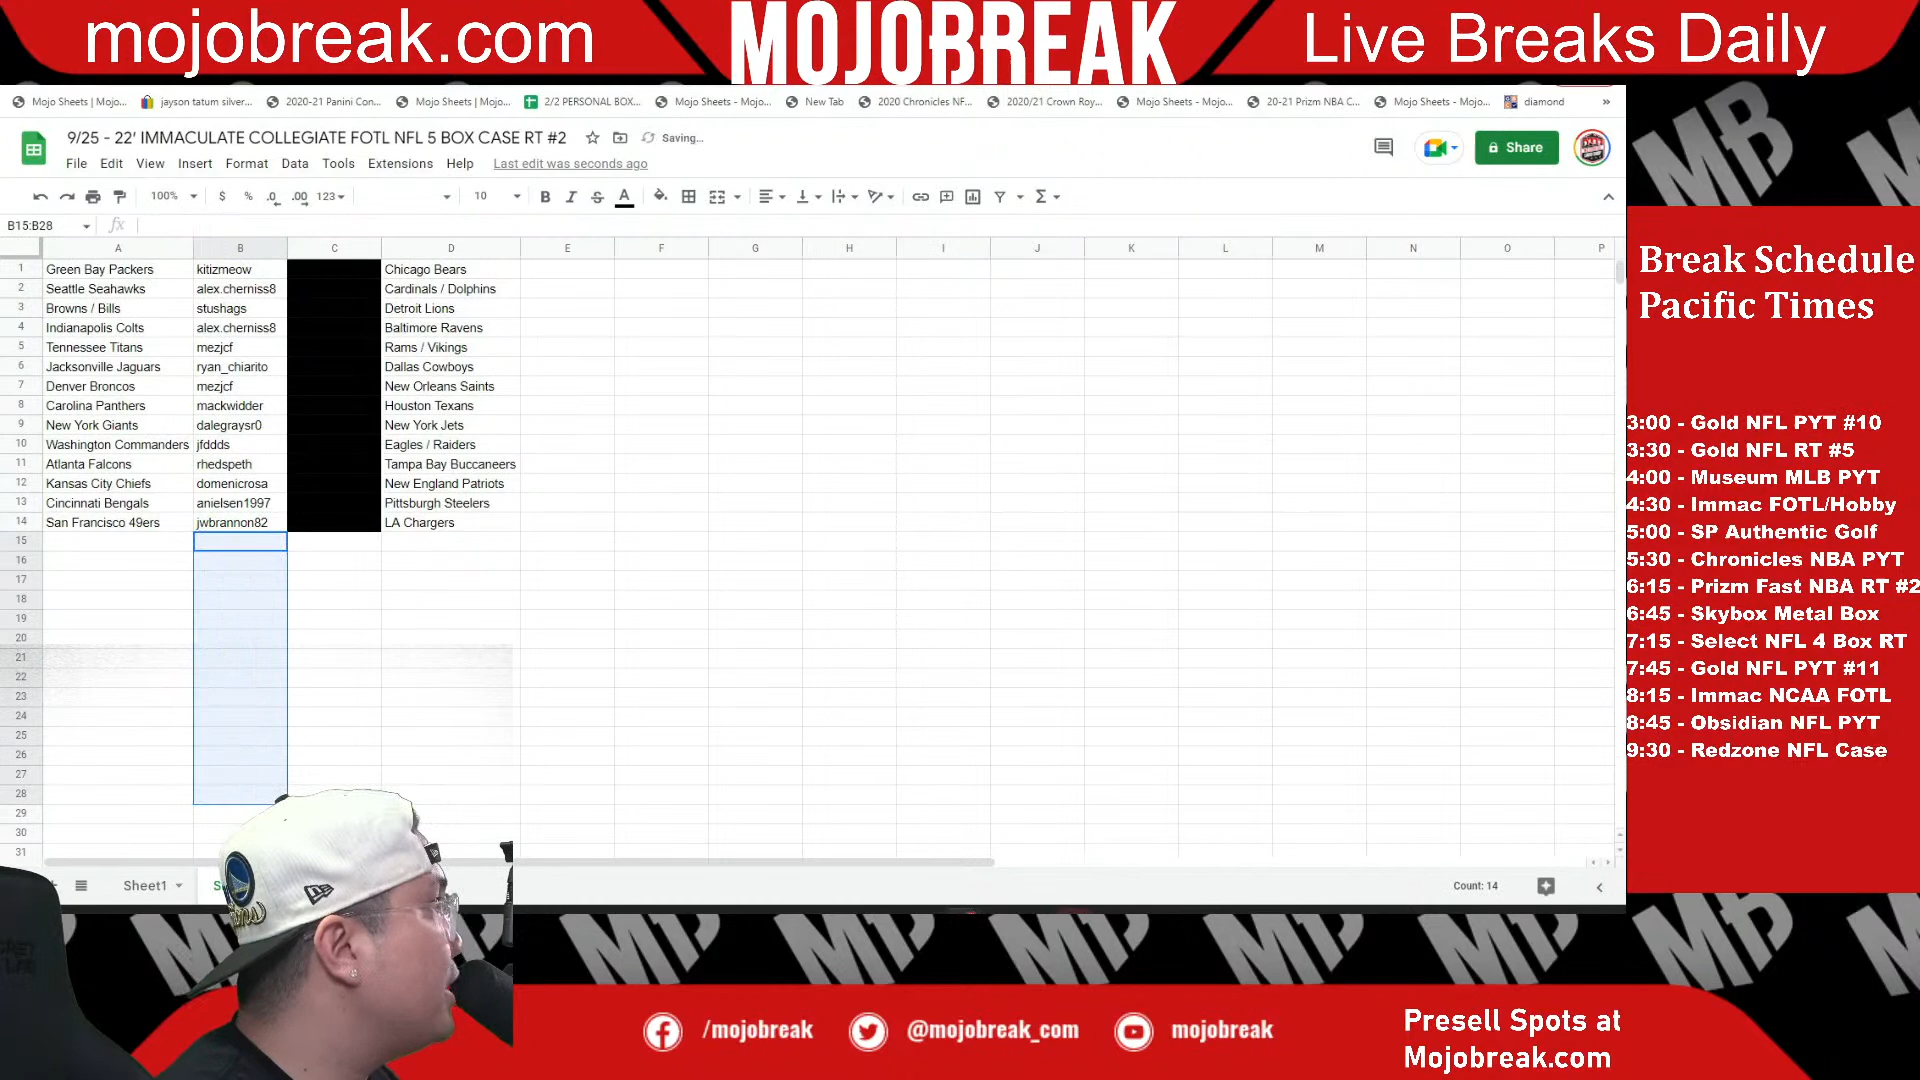 mojobreak.com
MOJOBREAK
Live Breaks Daily
Mojo Sheets | Mojo...
jayson tatum silver...
2020-21 Panini Con...
Mojo Sheets | Mojo...
2/2 PERSONAL BOX...
Mojo Sheets - Mojo...
New Tab
2020 Chronicles NF...
2020/21 Crown Roy...
Mojo Sheets - Mojo...
20-21 Prizm NBA C...
Mojo Sheets - Mojo...
diamond
»
9/25 - 22' IMMACULATE COLLEGIATE FOTL NFL 5 BOX CASE RT #2
Saving...
Share
File Edit View Insert Format Data Tools Extensions Help Last edit was seconds ago
100% $ % .0 .00 123 10 B I S A Σ
B15:B28 fx
A B C D E F G H I J K L M N O P
1 Green Bay Packers kitizmeow Chicago Bears
2 Seattle Seahawks alex.cherniss8 Cardinals / Dolphins
3 Browns / Bills stushags Detroit Lions
4 Indianapolis Colts alex.cherniss8 Baltimore Ravens
5 Tennessee Titans mezjcf Rams / Vikings
6 Jacksonville Jaguars ryan_chiarito Dallas Cowboys
7 Denver Broncos mezjcf New Orleans Saints
8 Carolina Panthers mackwidder Houston Texans
9 New York Giants dalegraysr0 New York Jets
10 Washington Commanders jfddds Eagles / Raiders
11 Atlanta Falcons rhedspeth Tampa Bay Buccaneers
12 Kansas City Chiefs domenicrosa New England Patriots
13 Cincinnati Bengals anielsen1997 Pittsburgh Steelers
14 San Francisco 49ers jwbrannon82 LA Chargers
15
16
17
18
19
20
21
22
23
24
25
26
27
28
29
30
31
Sheet1
Count: 14
Break Schedule
Pacific Times
3:00 - Gold NFL PYT #10
3:30 - Gold NFL RT #5
4:00 - Museum MLB PYT
4:30 - Immac FOTL/Hobby
5:00 - SP Authentic Golf
5:30 - Chronicles NBA PYT
6:15 - Prizm Fast NBA RT #2
6:45 - Skybox Metal Box
7:15 - Select NFL 4 Box RT
7:45 - Gold NFL PYT #11
8:15 - Immac NCAA FOTL
8:45 - Obsidian NFL PYT
9:30 - Redzone NFL Case
/mojobreak
@mojobreak_com
mojobreak
Presell Spots at
Mojobreak.com